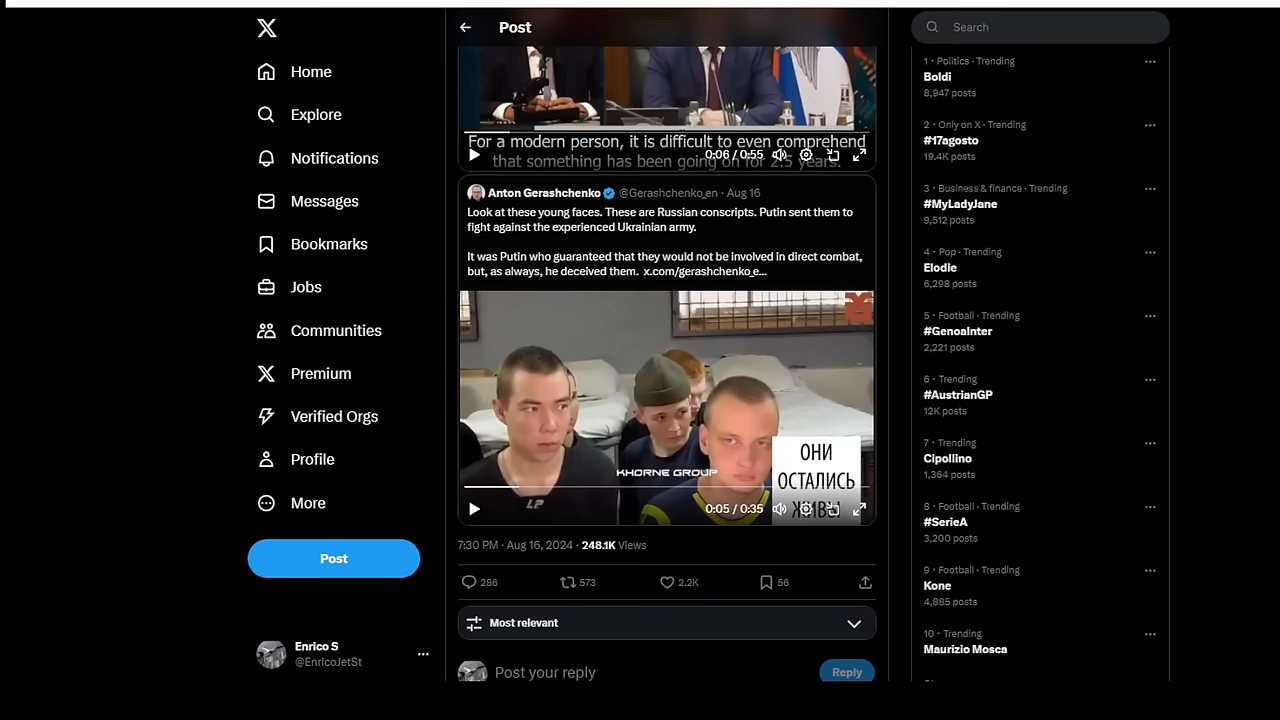 Home
Explore
Notifications
Messages
Bookmarks
Jobs
Communities
Premium
Verified Orgs
Profile
More
Post
Enrico S
@EnricoJetSt
Post
For a modern person, it is difficult to even comprehend
that something has been going on for 2.5 years.
0:06 / 0:55
Anton Gerashchenko @Gerashchenko_en · Aug 16
Look at these young faces. These are Russian conscripts. Putin sent them to
fight against the experienced Ukrainian army.
It was Putin who guaranteed that they would not be involved in direct combat,
but, as always, he deceived them. x.com/gerashchenko_e...
LP
KHORNE GROUP
ОНИ
ОСТАЛИСЬ
ЖИВЫ
0:05 / 0:35
7:30 PM · Aug 16, 2024 · 248.1K Views
286 573 2.2K 56
Most relevant
Post your reply
Reply
Search
1 · Politics · Trending
Boldi
8,947 posts
2 · Only on X · Trending
#17agosto
19.4K posts
3 · Business & finance · Trending
#MyLadyJane
9,512 posts
4 · Pop · Trending
Elodie
6,298 posts
5 · Football · Trending
#GenoaInter
2,221 posts
6 · Trending
#AustrianGP
12K posts
7 · Trending
Cipollino
1,364 posts
8 · Football · Trending
#SerieA
3,200 posts
9 · Football · Trending
Kone
4,885 posts
10 · Trending
Maurizio Mosca